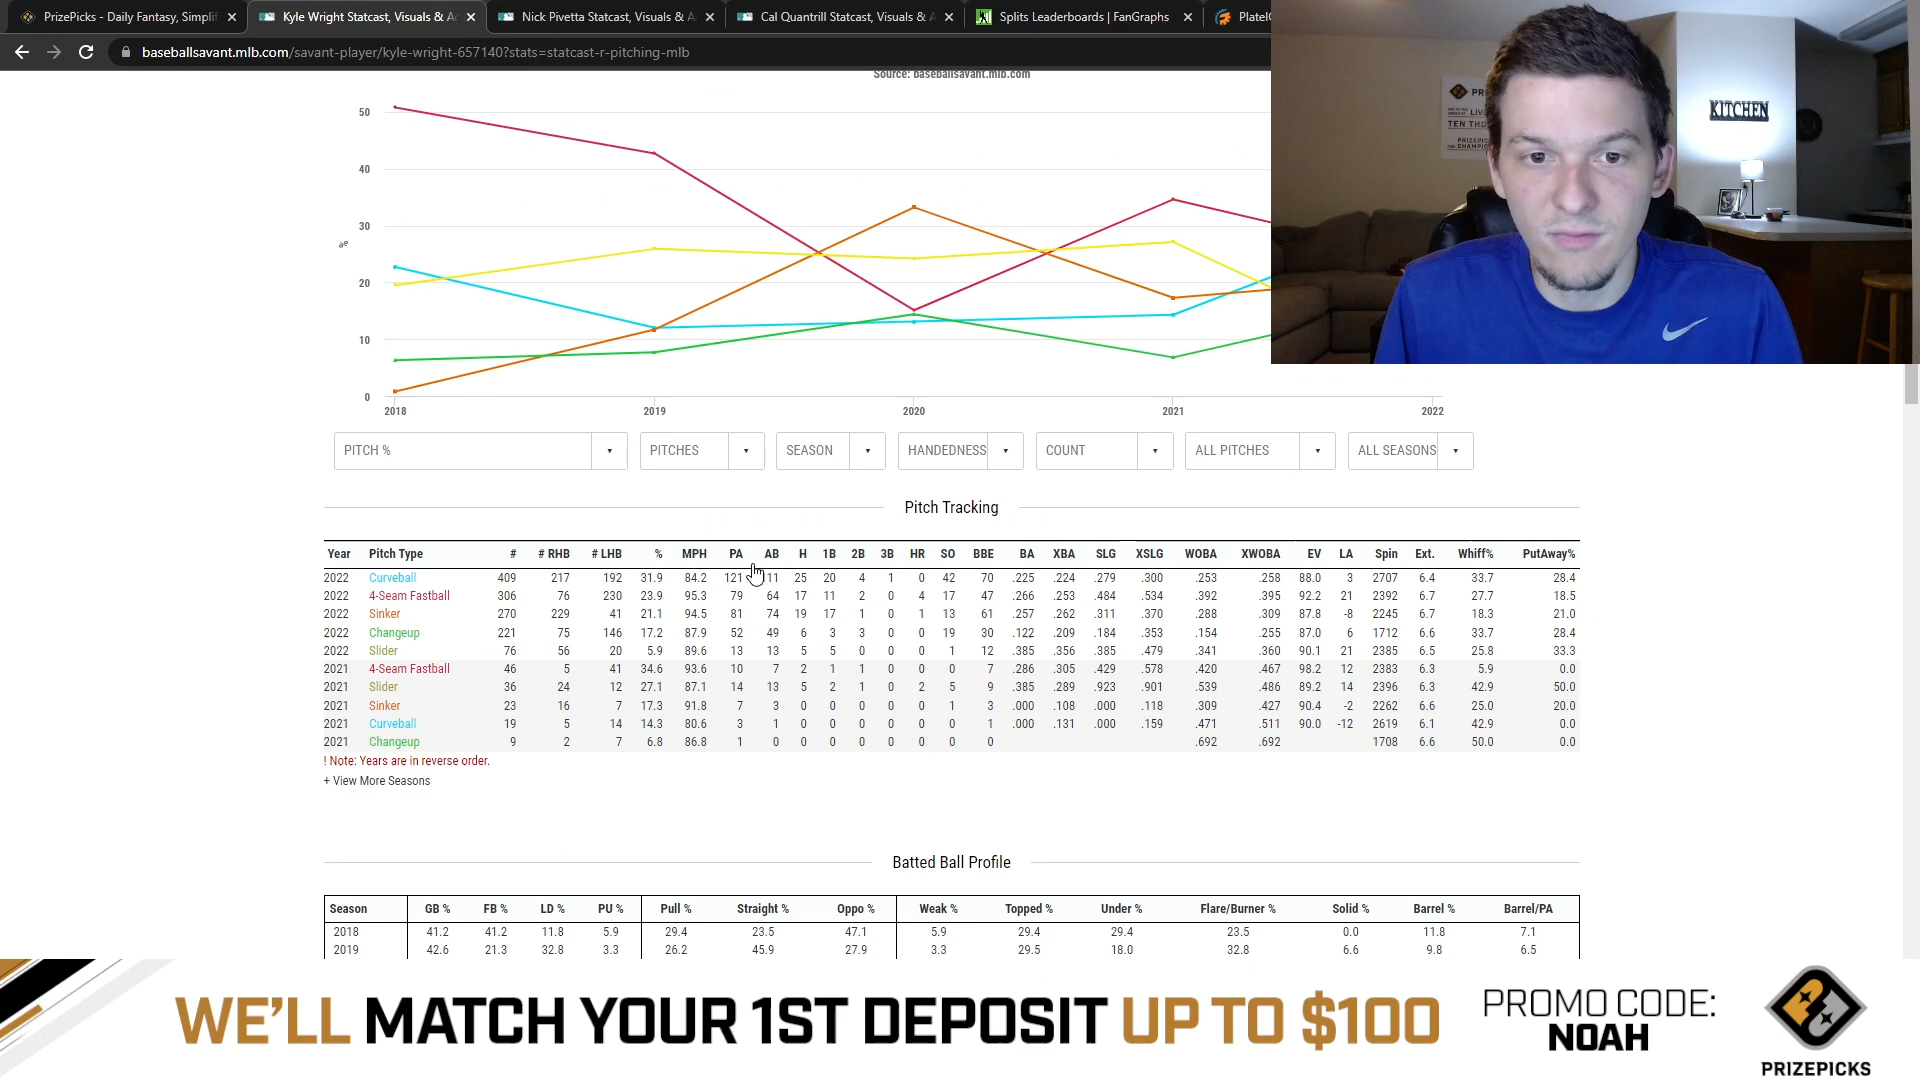 PrizePicks - Daily Fantasy, Simplifi
Kyle Wright Statcast, Visuals & Ad
Nick Pivetta Statcast, Visuals & A
Cal Quantrill Statcast, Visuals & A
Splits Leaderboards | FanGraphs
PlateIQ
baseballsavant.mlb.com/savant-player/kyle-wright-657140?stats=statcast-r-pitching-mlb
Source: baseballsavant.mlb.com
KITCHEN
TEN THO
50
40
30
%
20
10
0
2018 2019 2020 2021 2022
PITCH % PITCHES SEASON HANDEDNESS COUNT ALL PITCHES ALL SEASONS
Pitch Tracking
Year Pitch Type # # RHB # LHB % MPH PA AB H 1B 2B 3B HR SO BBE BA XBA SLG XSLG WOBA XWOBA EV LA Spin Ext. Whiff% PutAway%
2022 Curveball 409 217 192 31.9 84.2 121 11 25 20 4 1 0 42 70 .225 .224 .279 .300 .253 .258 88.0 3 2707 6.4 33.7 28.4
2022 4-Seam Fastball 306 76 230 23.9 95.3 79 64 17 11 2 0 4 17 47 .266 .253 .484 .534 .392 .395 92.2 21 2392 6.7 27.7 18.5
2022 Sinker 270 229 41 21.1 94.5 81 74 19 17 1 0 1 13 61 .257 .262 .311 .370 .288 .309 87.8 -8 2245 6.7 18.3 21.0
2022 Changeup 221 75 146 17.2 87.9 52 49 6 3 3 0 0 19 30 .122 .209 .184 .353 .154 .255 87.0 6 1712 6.6 33.7 28.4
2022 Slider 76 56 20 5.9 89.6 13 13 5 5 0 0 0 1 12 .385 .356 .385 .479 .341 .360 90.1 21 2385 6.5 25.8 33.3
2021 4-Seam Fastball 46 5 41 34.6 93.6 10 7 2 1 1 0 0 0 7 .286 .305 .429 .578 .420 .467 98.2 12 2383 6.3 5.9 0.0
2021 Slider 36 24 12 27.1 87.1 14 13 5 2 1 0 2 5 9 .385 .289 .923 .901 .539 .486 89.2 14 2396 6.3 42.9 50.0
2021 Sinker 23 16 7 17.3 91.8 7 3 0 0 0 0 0 1 3 .000 .108 .000 .118 .309 .427 90.4 -2 2262 6.6 25.0 20.0
2021 Curveball 19 5 14 14.3 80.6 3 1 0 0 0 0 0 0 1 .000 .131 .000 .159 .471 .511 90.0 -12 2619 6.1 42.9 0.0
2021 Changeup 9 2 7 6.8 86.8 1 0 0 0 0 0 0 0 0 .692 .692 1708 6.6 50.0 0.0
! Note: Years are in reverse order.
+ View More Seasons
Batted Ball Profile
Season GB % FB % LD % PU % Pull % Straight % Oppo % Weak % Topped % Under % Flare/Burner % Solid % Barrel % Barrel/PA
2018 41.2 41.2 11.8 5.9 29.4 23.5 47.1 5.9 29.4 29.4 23.5 0.0 11.8 7.1
2019 42.6 21.3 32.8 3.3 26.2 45.9 27.9 3.3 29.5 18.0 32.8 6.6 9.8 6.5
WE'LL MATCH YOUR 1ST DEPOSIT UP TO $100
PROMO CODE:
NOAH
PRIZEPICKS